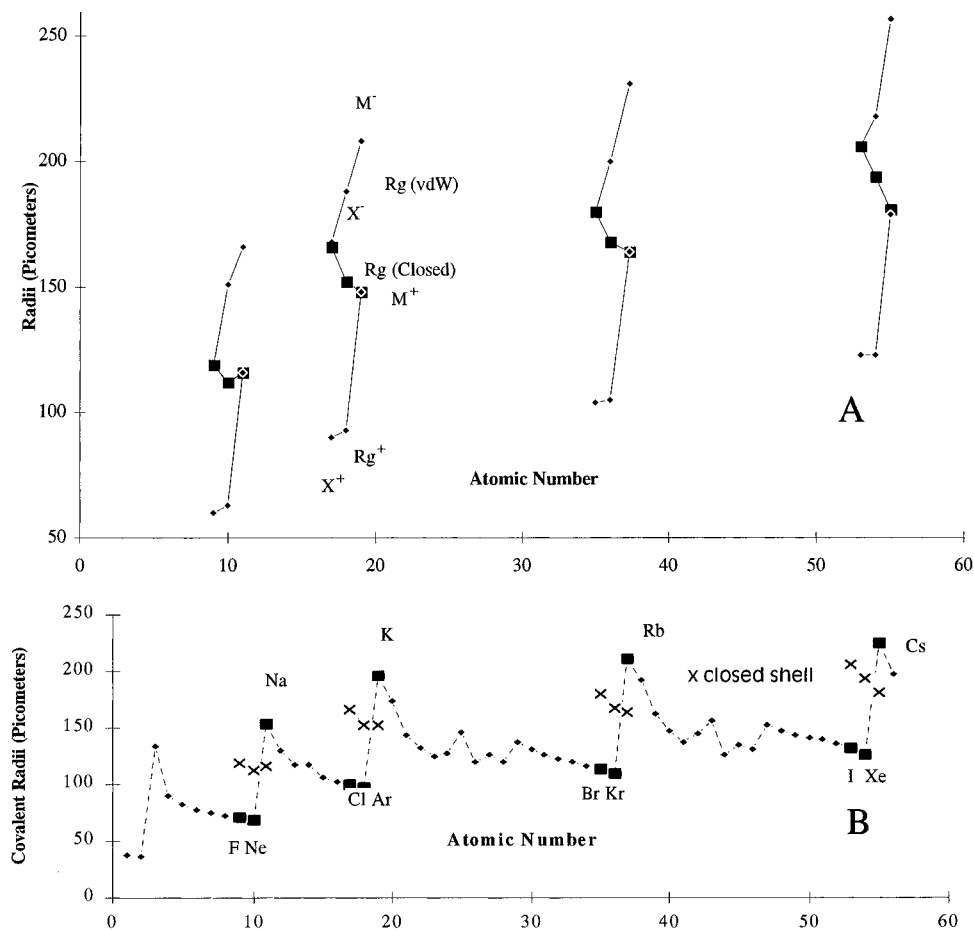 250
M-
200
Rg (vdW)
X-
Radii (Picometers)
Rg (Closed)
150
M+
100
A
Rg+
Atomic Number
X+
50
0 10 20 30 40 50 60
250
K
Rb
Cs
200
Na
x closed shell
150
Covalent Radii (Picometers)
100
Cl Ar
Br Kr
I Xe
50
F Ne
Atomic Number
B
0
0 10 20 30 40 50 60